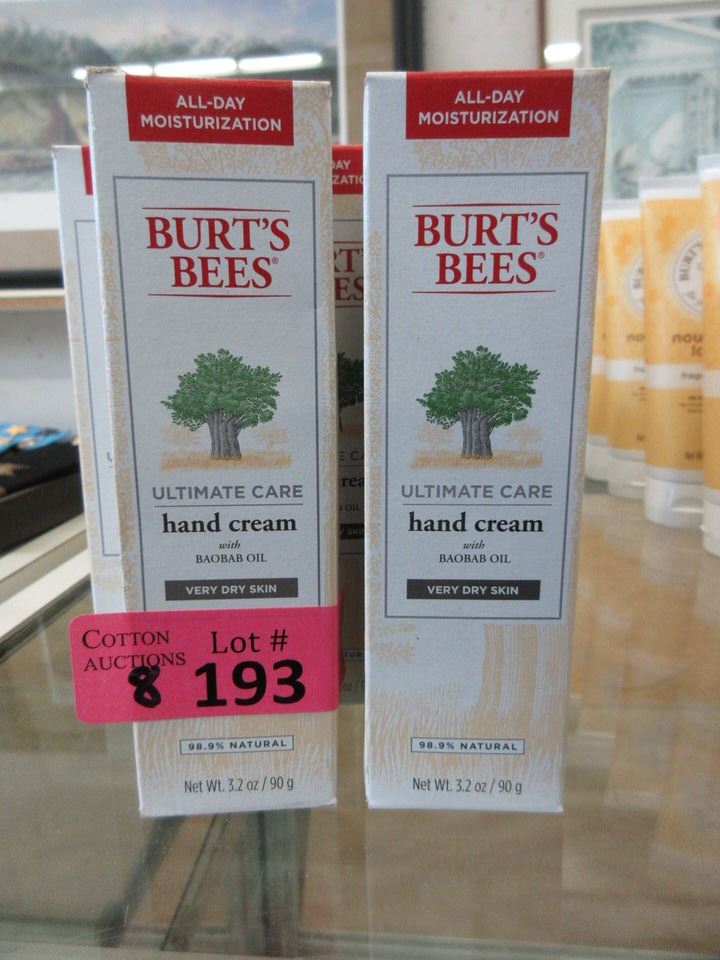 ALL-DAY
MOISTURIZATION
BURT'S
BEES®
ULTIMATE CARE
hand cream
with
BAOBAB OIL
VERY DRY SKIN
COTTON
AUCTIONS
Lot #
8 193
98.9% NATURAL
Net Wt. 3.2 oz / 90 g
ALL-DAY
MOISTURIZATION
BURT'S
BEES®
ULTIMATE CARE
hand cream
with
BAOBAB OIL
VERY DRY SKIN
98.9% NATURAL
Net Wt. 3.2 oz / 90 g